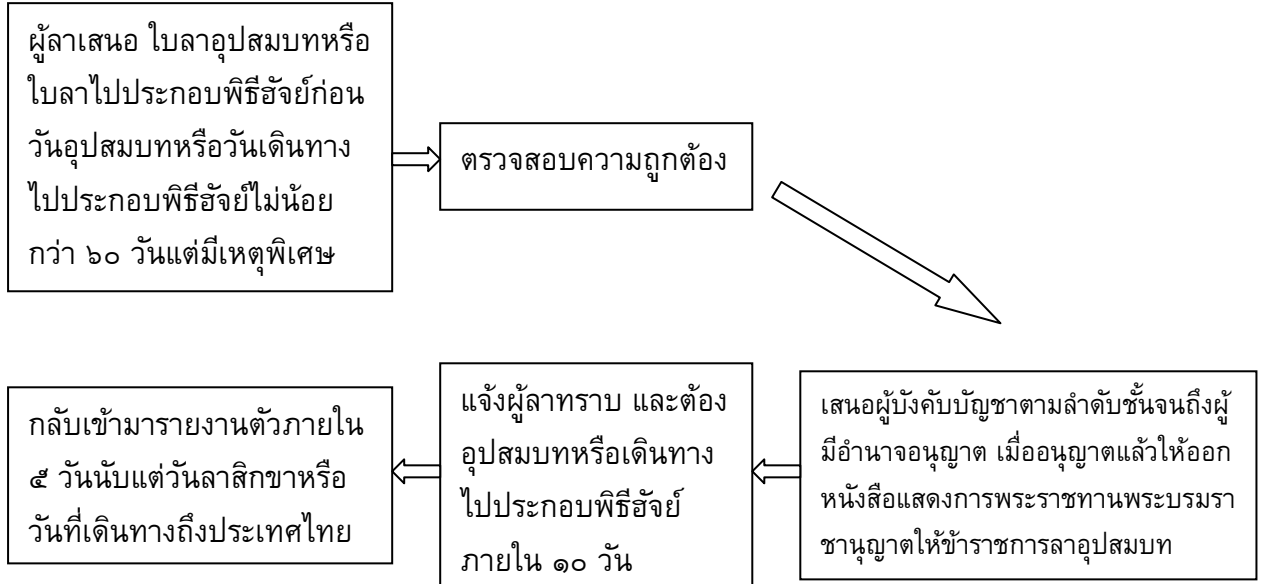 ผู้ลาเสนอ ใบลาอุปสมบทหรือ
ใบลาไปประกอบพิธีฮัจย์ก่อน
วันอุปสมบทหรือวันเดินทาง
ไปประกอบพิธีฮัจย์ไม่น้อย
กว่า ๖๐ วันแต่มีเหตุพิเศษ
ตรวจสอบความถูกต้อง
เสนอผู้บังคับบัญชาตามลำดับชั้นจนถึงผู้
มีอำนาจอนุญาต เมื่ออนุญาตแล้วให้ออก
หนังสือแสดงการพระราชทานพระบรมรา
ชานุญาตให้ข้าราชการลาอุปสมบท
แจ้งผู้ลาทราบ และต้อง
อุปสมบทหรือเดินทาง
ไปประกอบพิธีฮัจย์
ภายใน ๑๐ วัน
กลับเข้ามารายงานตัวภายใน
๕ วันนับแต่วันลาสิกขาหรือ
วันที่เดินทางถึงประเทศไทย